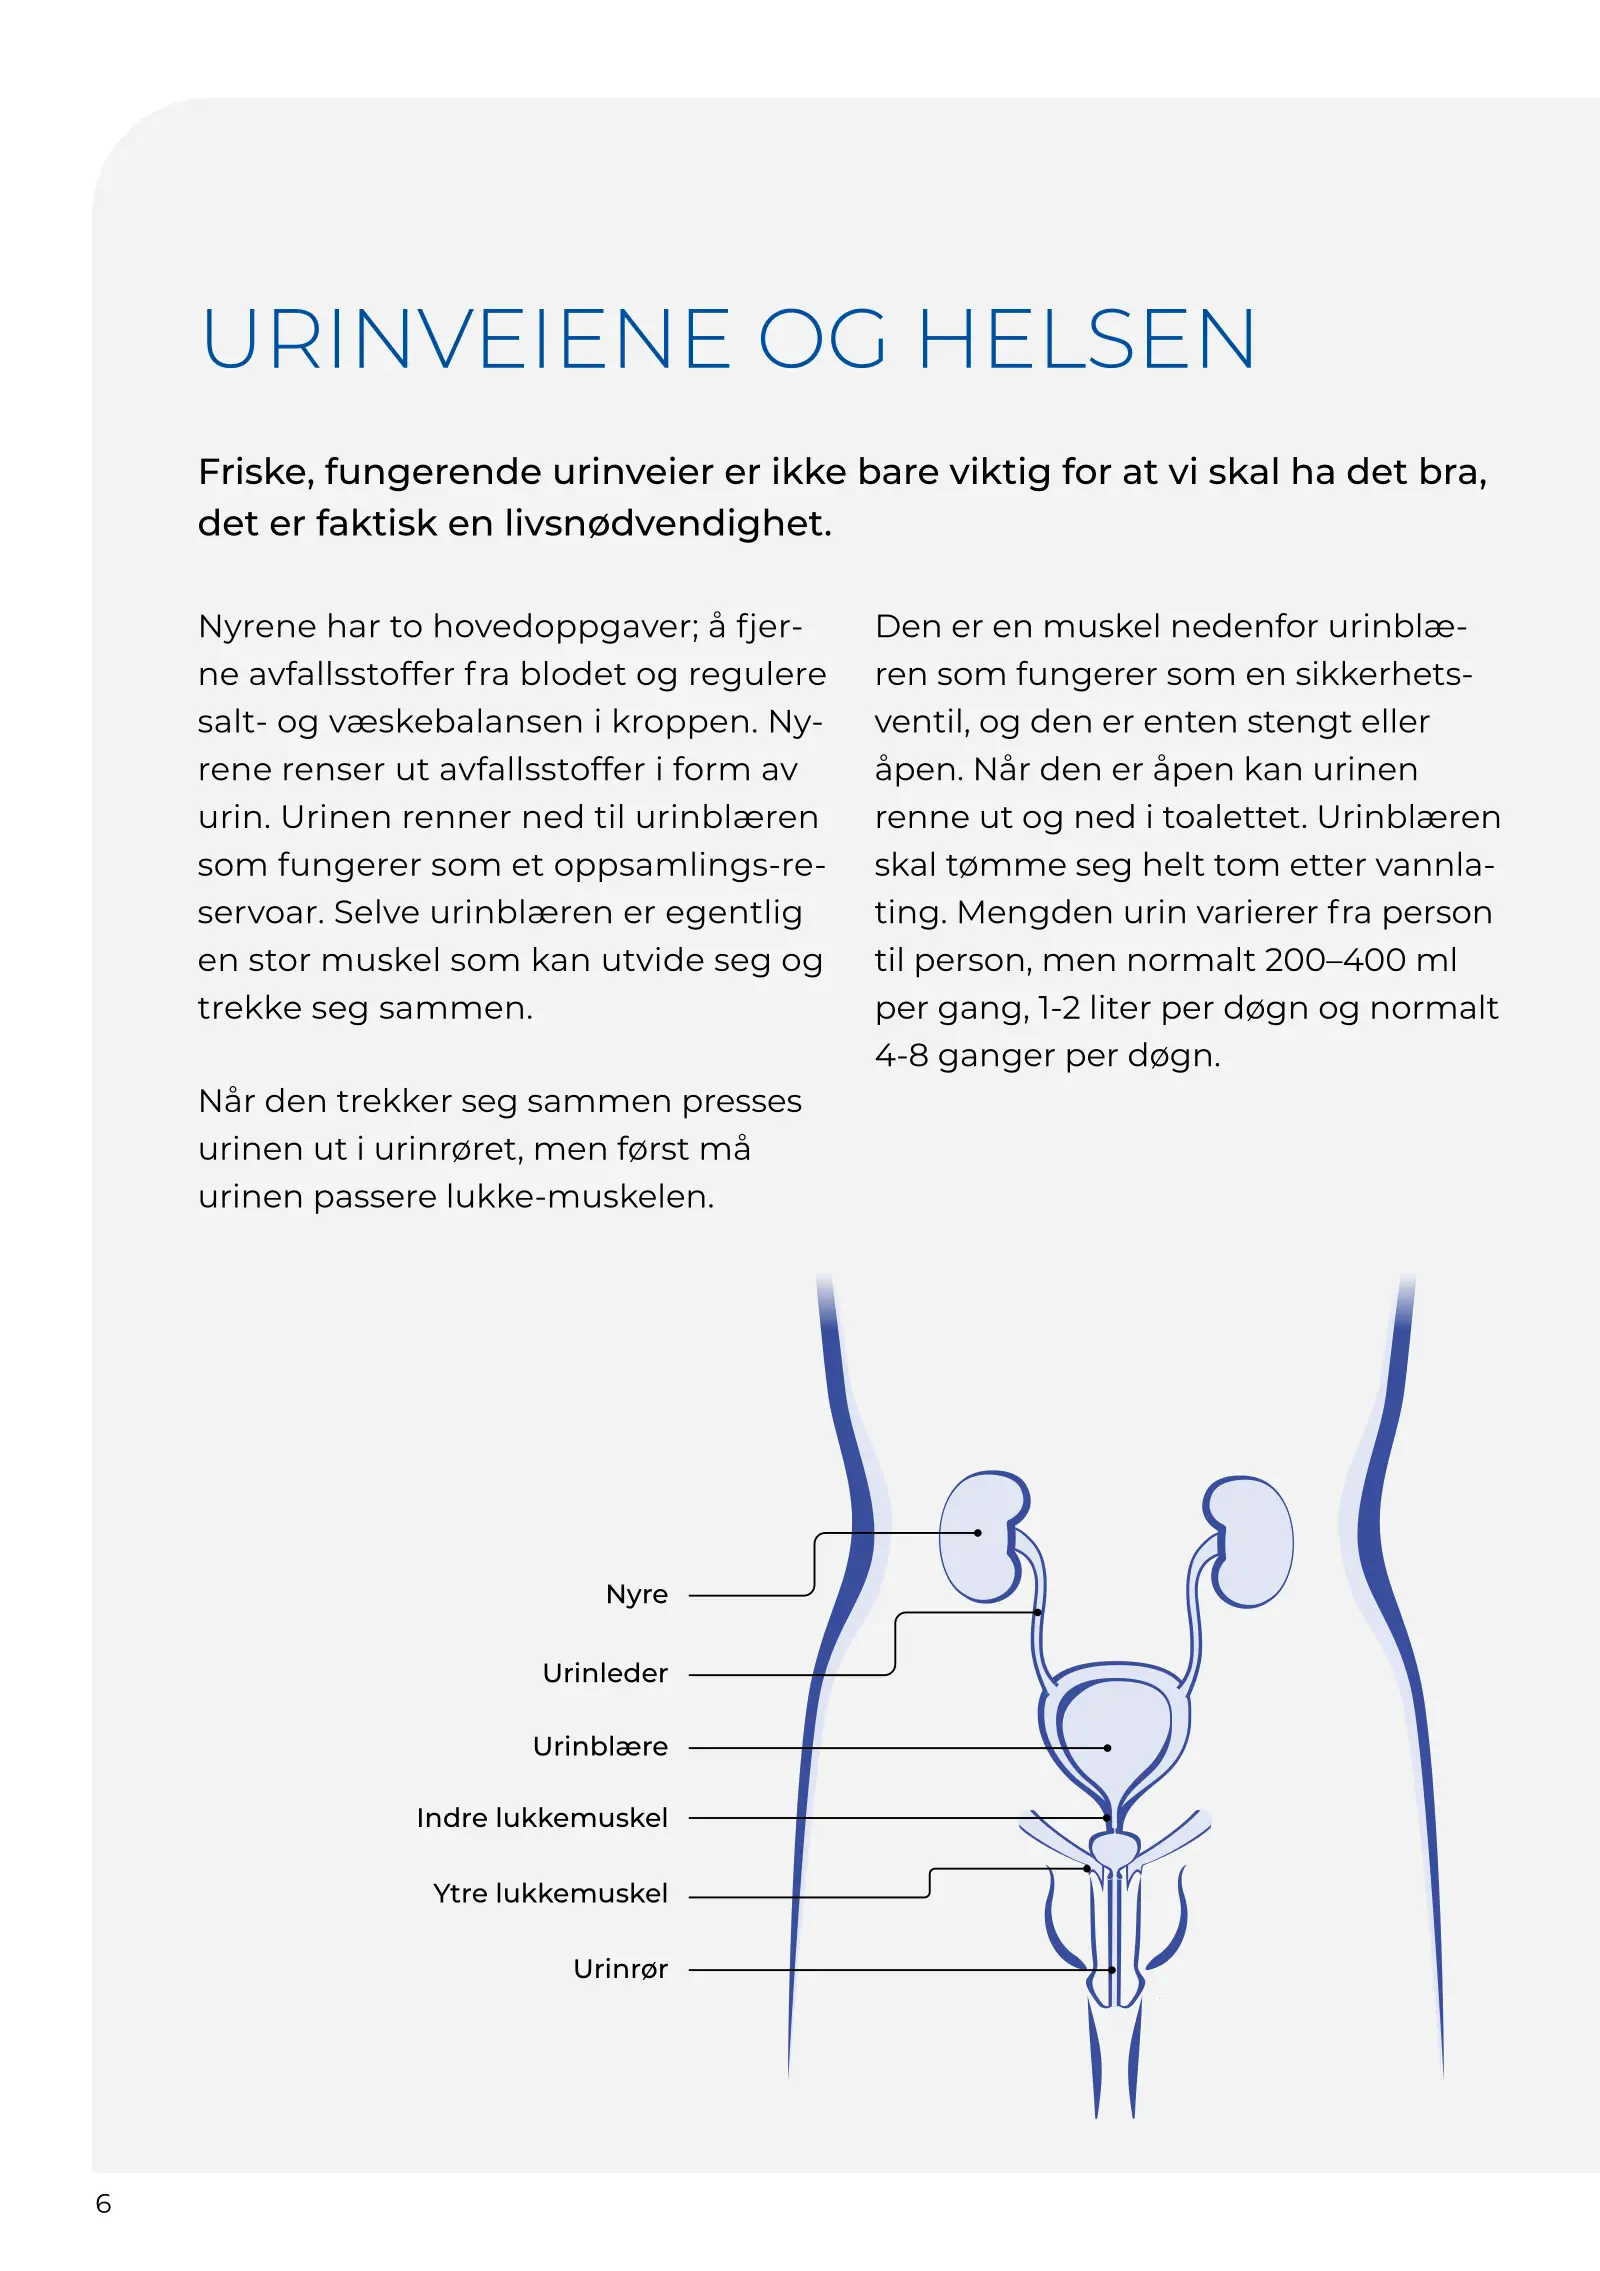 URINVEIENE OG HELSEN
Friske, fungerende urinveier er ikke bare viktig for at vi skal ha det bra,
det er faktisk en livsnødvendighet.
Nyrene har to hovedoppgaver; å fjer-
ne avfallsstoffer fra blodet og regulere
salt- og væskebalansen i kroppen. Ny-
rene renser ut avfallsstoffer i form av
urin. Urinen renner ned til urinblæren
som fungerer som et oppsamlings-re-
servoar. Selve urinblæren er egentlig
en stor muskel som kan utvide seg og
trekke seg sammen.
Når den trekker seg sammen presses
urinen ut i urinrøret, men først må
urinen passere lukke-muskelen.
Den er en muskel nedenfor urinblæ-
ren som fungerer som en sikkerhets-
ventil, og den er enten stengt eller
åpen. Når den er åpen kan urinen
renne ut og ned i toalettet. Urinblæren
skal tømme seg helt tom etter vannla-
ting. Mengden urin varierer fra person
til person, men normalt 200–400 ml
per gang, 1-2 liter per døgn og normalt
4-8 ganger per døgn.
Nyre
Urinleder
Urinblære
Indre lukkemuskel
Ytre lukkemuskel
Urinrør
6